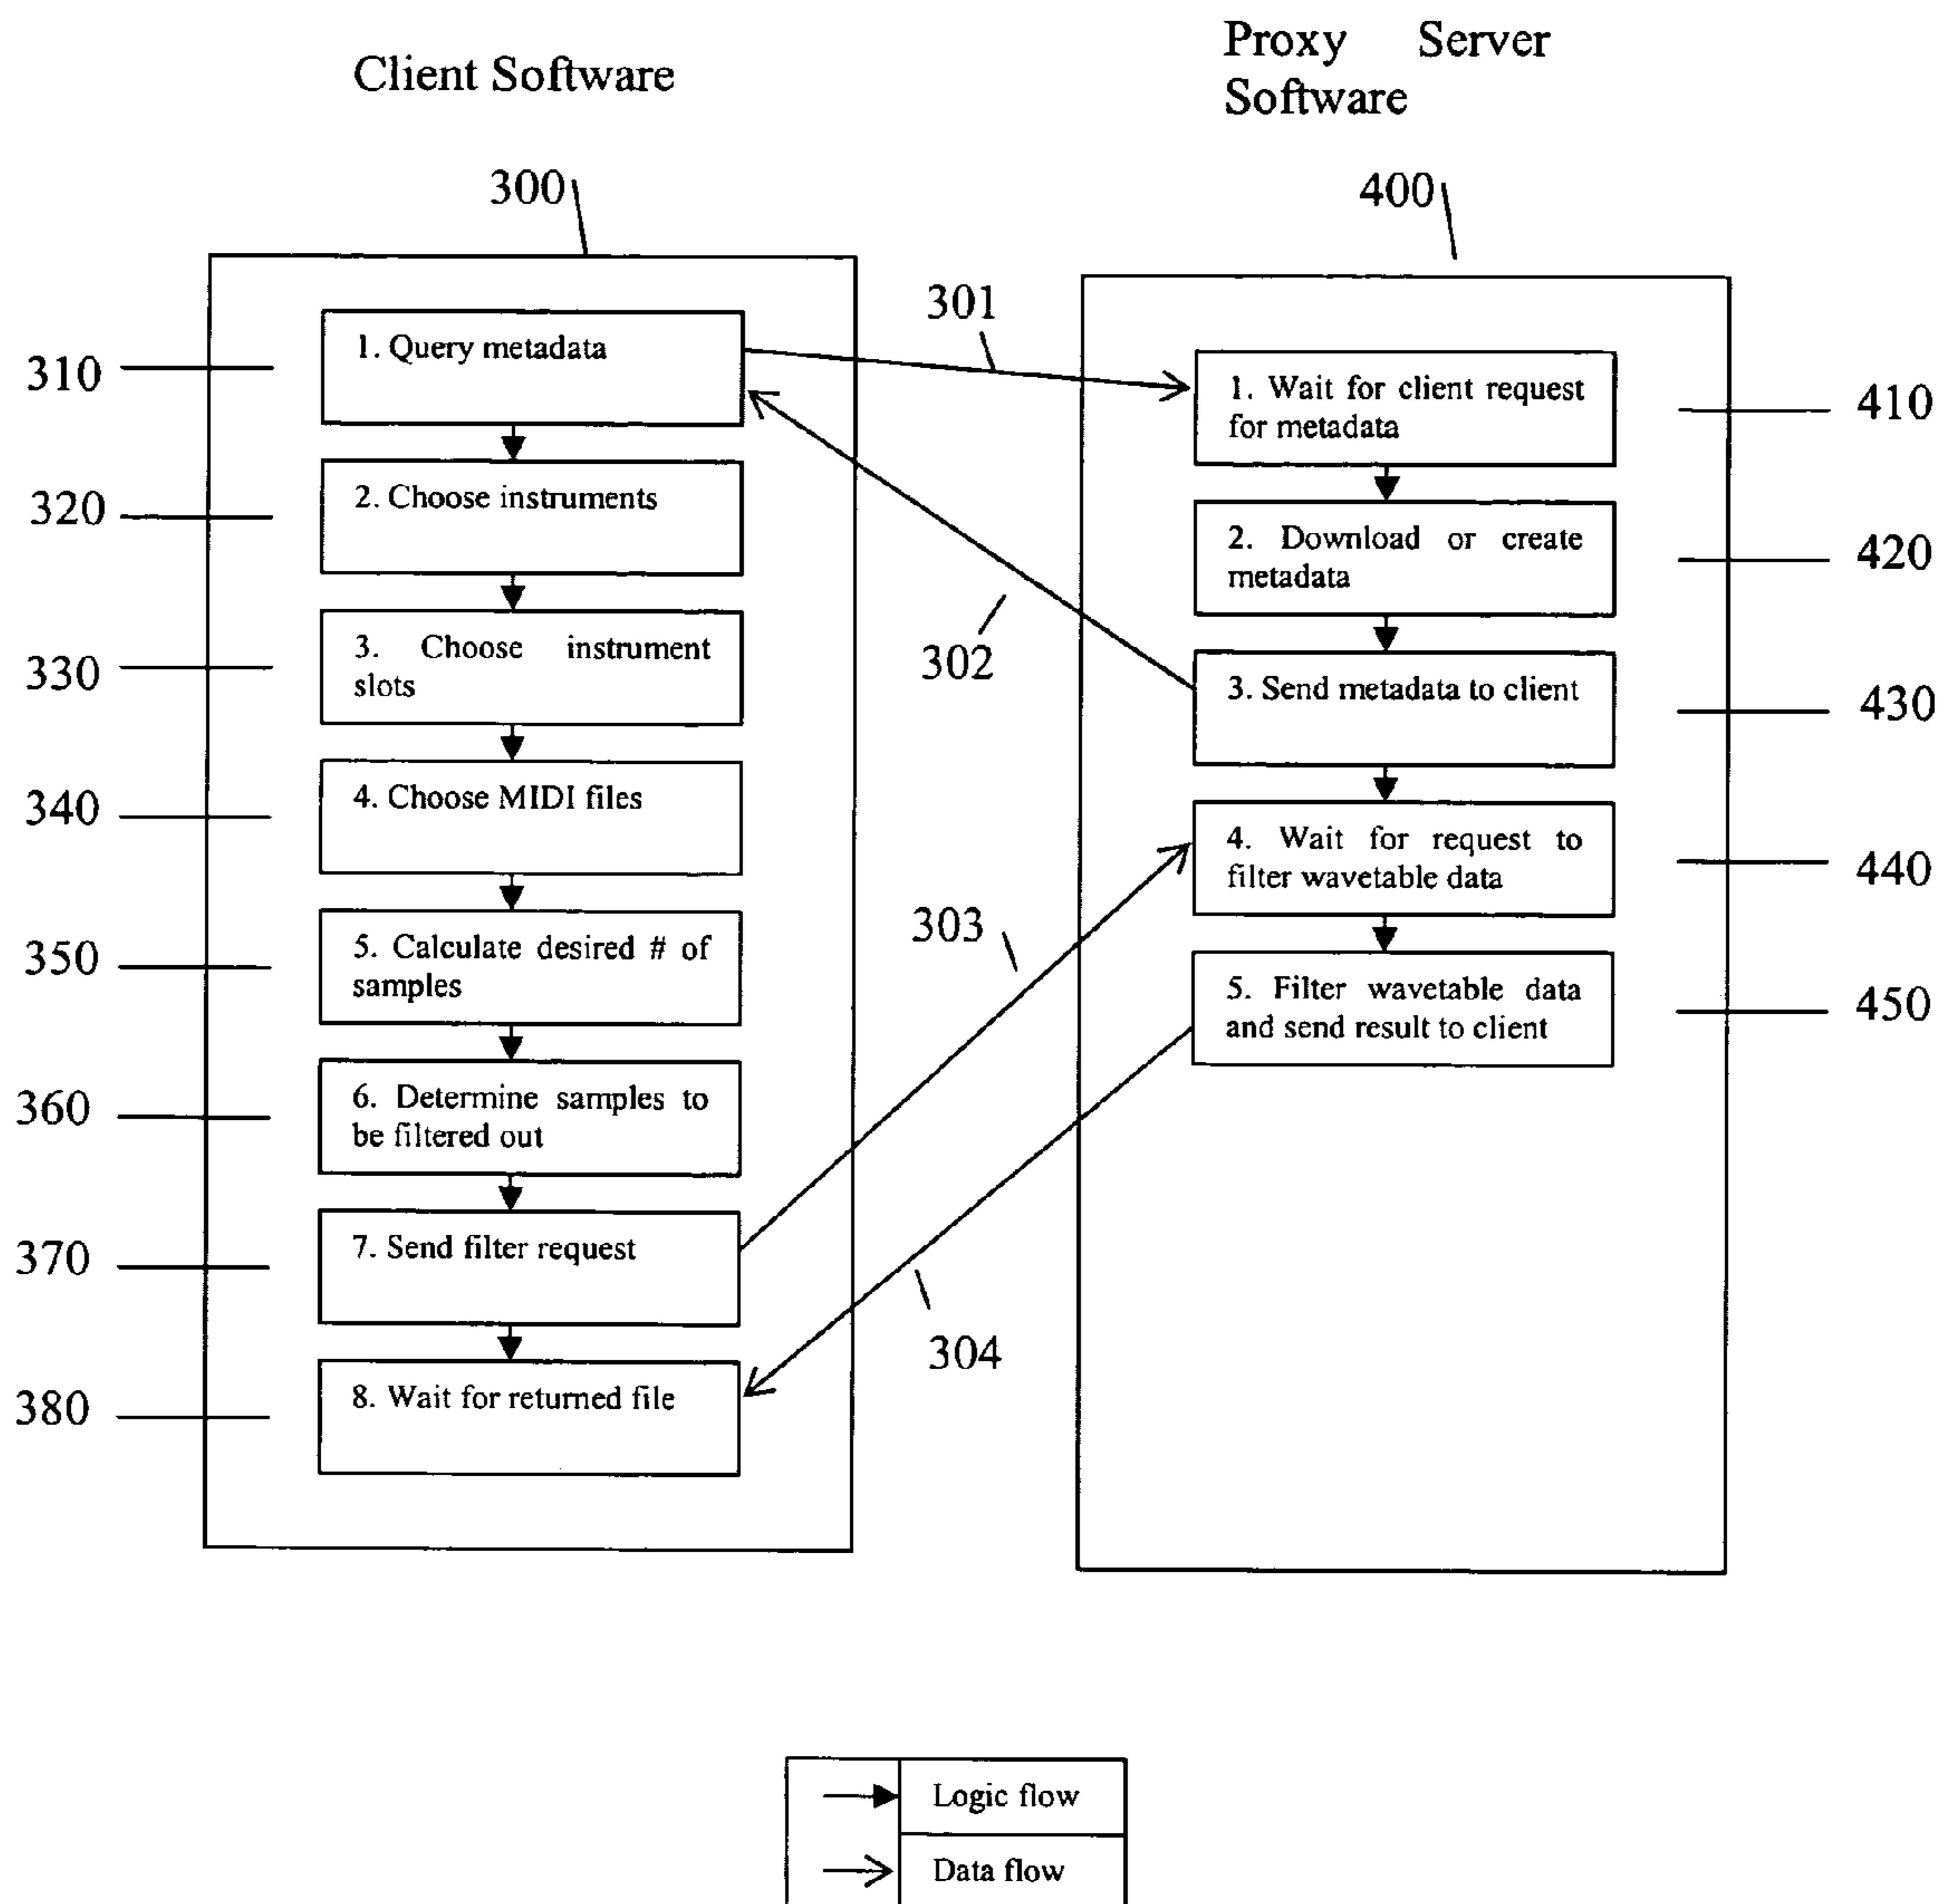 Client Software
Proxy Server
Software
300
400
301
310
1. Query metadata
1. Wait for client request
for metadata
410
320
2. Choose instruments
2. Download or create
metadata
420
330
3. Choose instrument
slots
302
3. Send metadata to client
430
340
4. Choose MIDI files
4. Wait for request to
filter wavetable data
440
303
350
5. Calculate desired # of
samples
5. Filter wavetable data
and send result to client
450
360
6. Determine samples to
be filtered out
370
7. Send filter request
304
380
8. Wait for returned file
Logic flow
Data flow